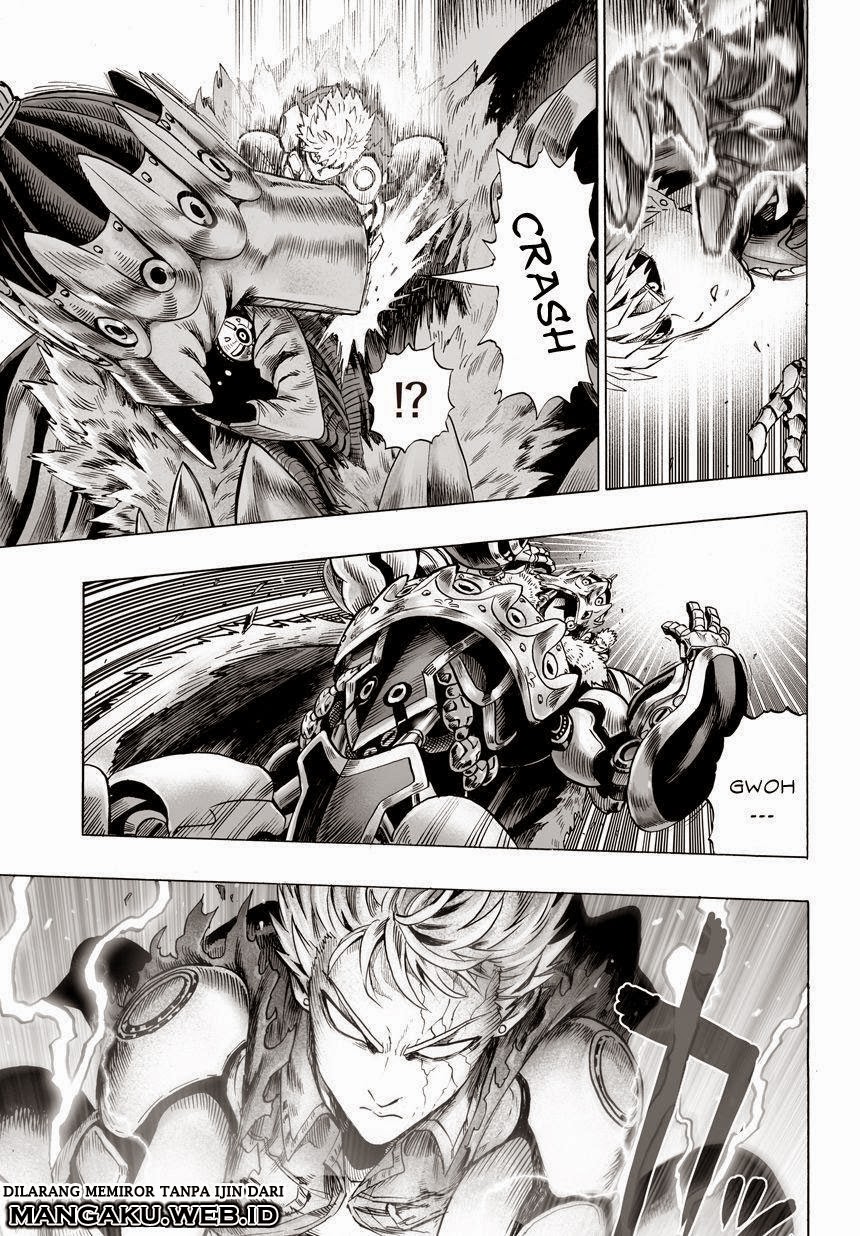 CRASH
!?
GWOH
---
DILARANG MEMIROR TANPA IJIN DARI
MANGAKU.WEB.ID